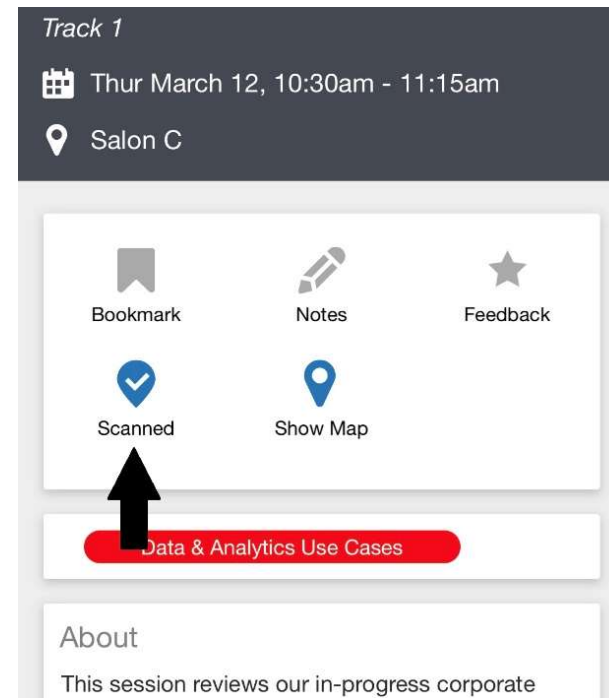 Track 1
Thur March 12, 10:30am - 11:15am
Salon C
Bookmark
Notes
Feedback
Scanned
Show Map
Data & Analytics Use Cases
About
This session reviews our in-progress corporate